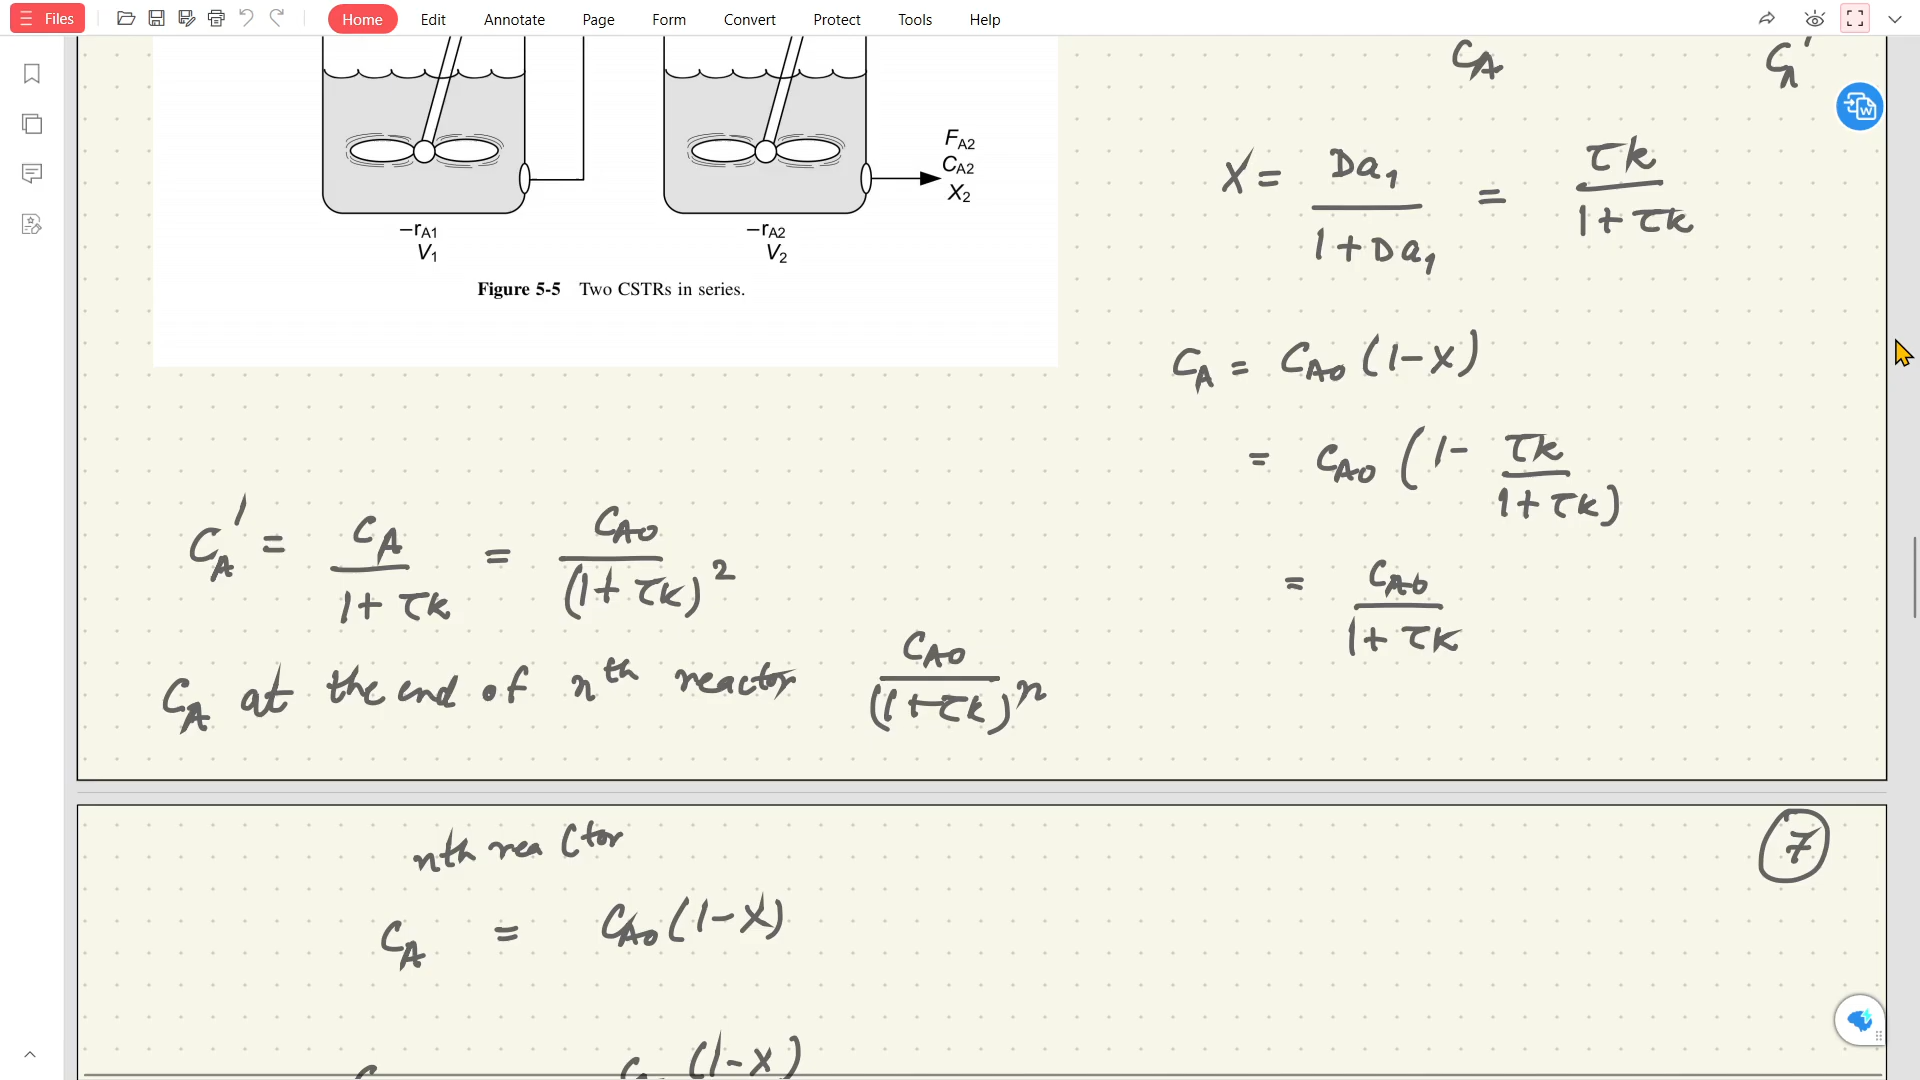 Files
Home Edit Annotate Page Form Convert Protect Tools Help
C_A C_A'
F_A2
C_A2
X_2
−r_A1
V_1
−r_A2
V_2
Figure 5-5 Two CSTRs in series.
X = Da_1 / (1 + Da_1) = τk / (1 + τk)
C_A = C_A0 (1-X)
= C_A0 (1 - τk / (1 + τk))
= C_A0 / (1 + τk)
C_A' = C_A / (1 + τk) = C_A0 / (1 + τk)^2
C_A at the end of n^th reactor C_A0 / (1 + τk)^n
7
nth reactor
C_A = C_A0 (1-X)
(1-X)